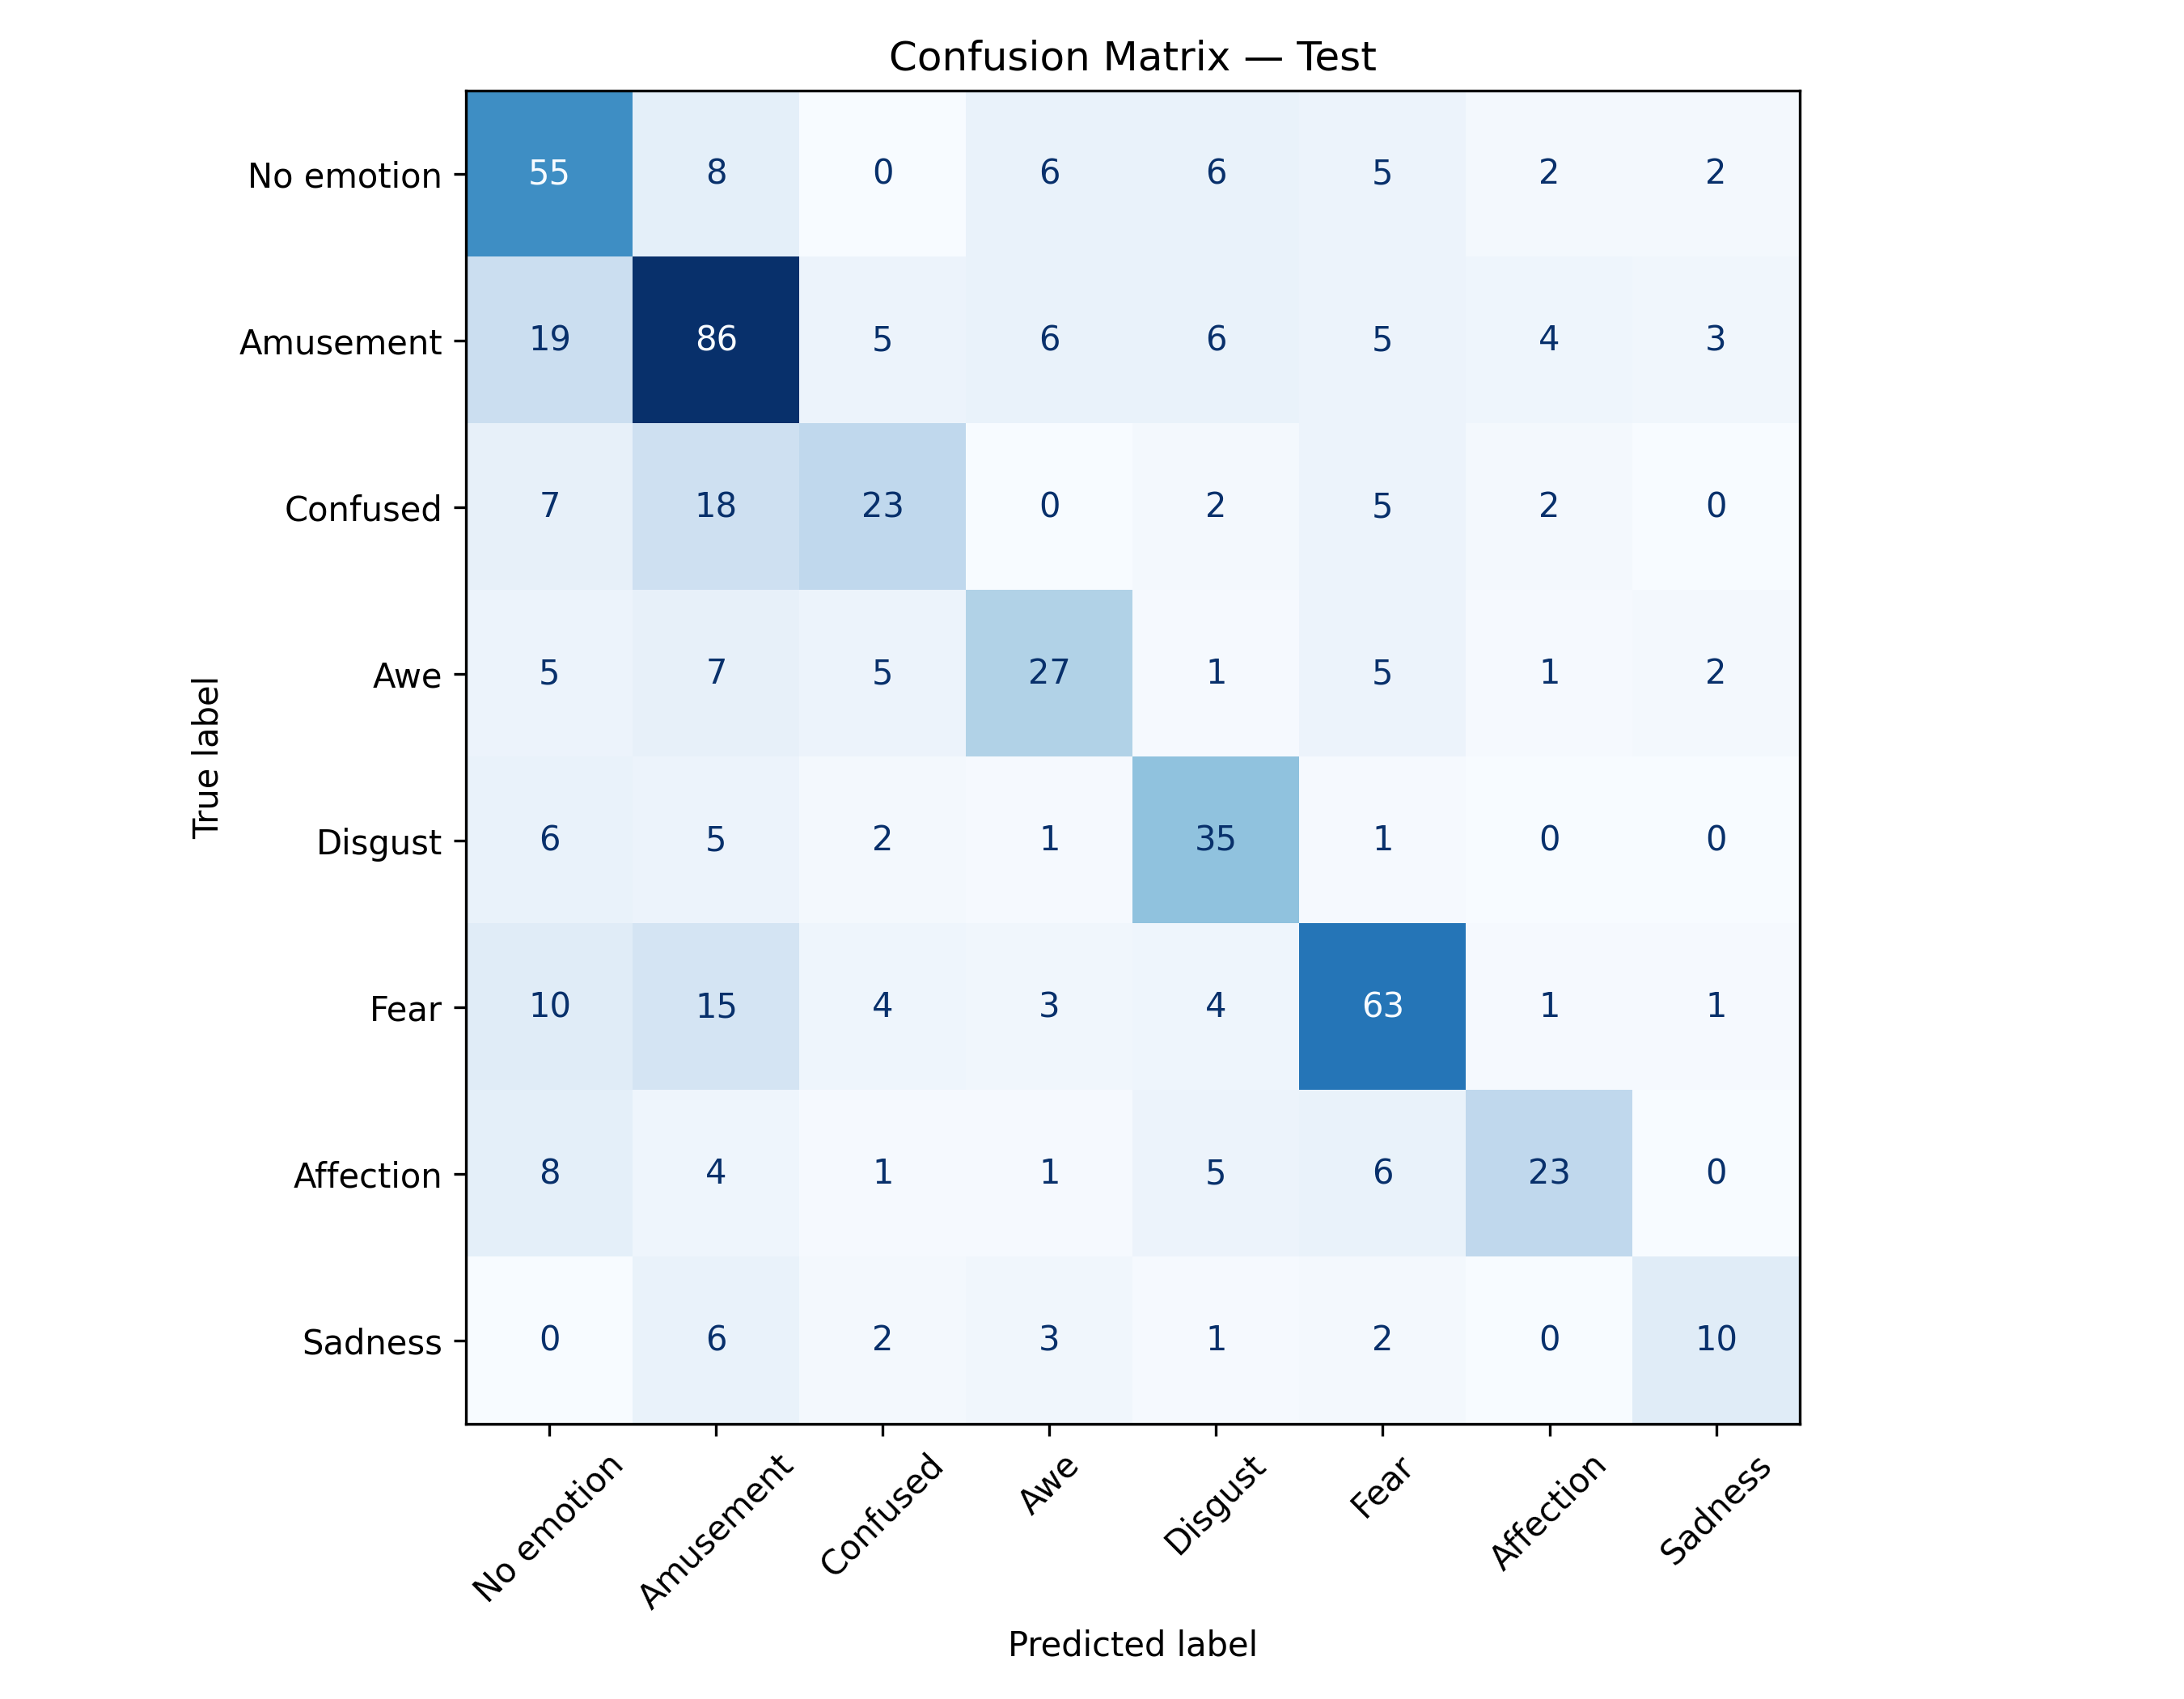 Confusion Matrix — Test
No emotion 55 8 0 6 6 5 2 2
Amusement 19 86 5 6 6 5 4 3
Confused 7 18 23 0 2 5 2 0
Awe 5 7 5 27 1 5 1 2
Disgust 6 5 2 1 35 1 0 0
Fear 10 15 4 3 4 63 1 1
Affection 8 4 1 1 5 6 23 0
Sadness 0 6 2 3 1 2 0 10
True label
No emotion Amusement Confused Awe Disgust Fear Affection Sadness
Predicted label